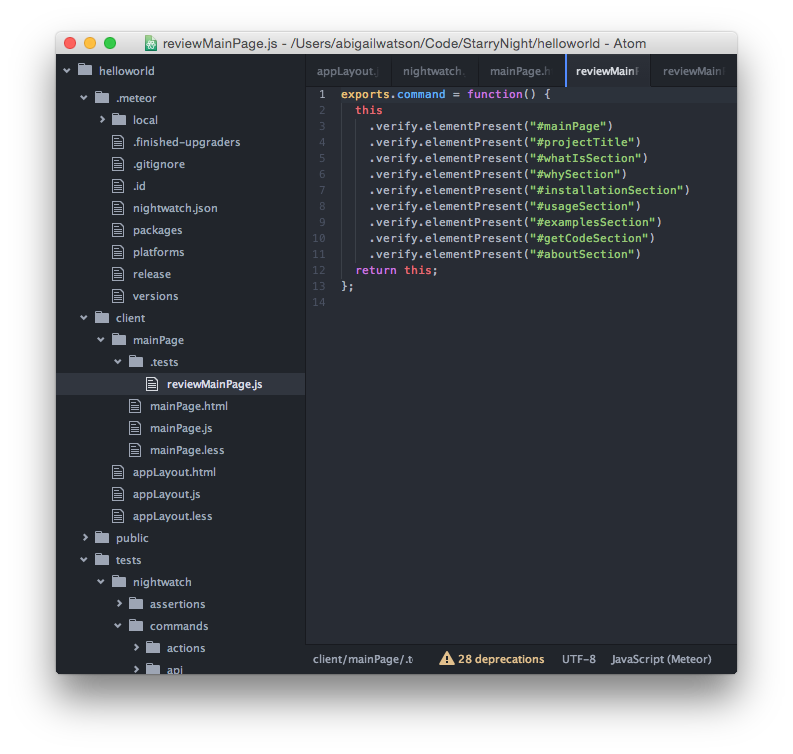 reviewMainPage.js - /Users/abigailwatson/Code/StarryNight/helloworld - Atom
helloworld
.meteor
local
.finished-upgraders
.gitignore
.id
nightwatch.json
packages
platforms
release
versions
client
mainPage
.tests
reviewMainPage.js
mainPage.html
mainPage.js
mainPage.less
appLayout.html
appLayout.js
appLayout.less
public
tests
nightwatch
assertions
commands
actions
api
appLayout.j nightwatch. mainPage.h reviewMainP reviewMain
1 exports.command = function() {
2 this
3 .verify.elementPresent("#mainPage")
4 .verify.elementPresent("#projectTitle")
5 .verify.elementPresent("#whatIsSection")
6 .verify.elementPresent("#whySection")
7 .verify.elementPresent("#installationSection")
8 .verify.elementPresent("#usageSection")
9 .verify.elementPresent("#examplesSection")
10 .verify.elementPresent("#getCodeSection")
11 .verify.elementPresent("#aboutSection")
12 return this;
13 };
14
client/mainPage/.te 28 deprecations UTF-8 JavaScript (Meteor)